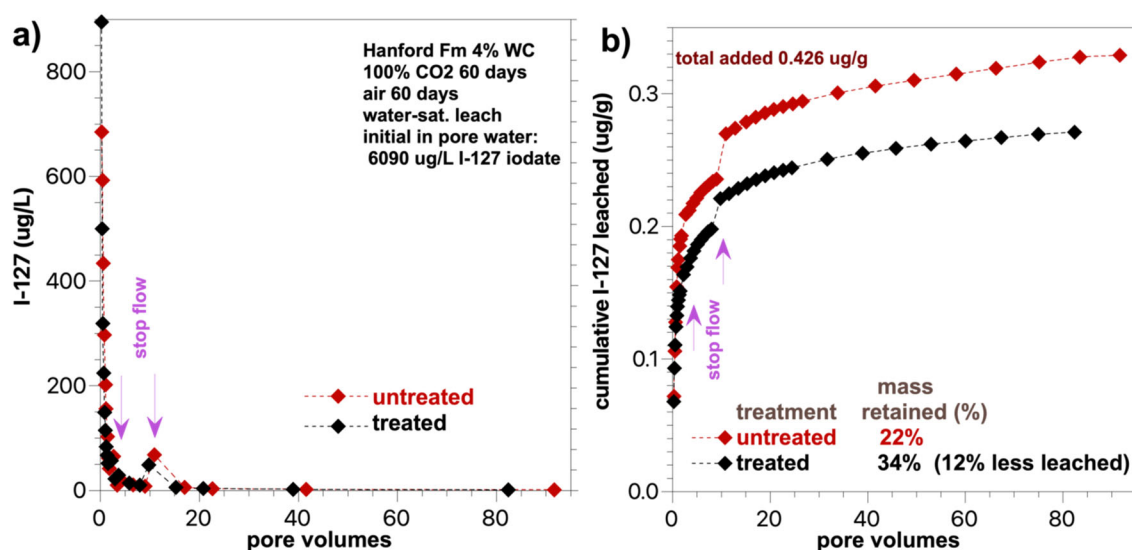 a)
I-127 (ug/L)
800
600
400
200
0
Hanford Fm 4% WC
100% CO2 60 days
air 60 days
water-sat. leach
initial in pore water:
6090 ug/L I-127 iodate
stop flow
untreated
treated
0 20 40 60 80
pore volumes
b)
cumulative I-127 leached (ug/g)
0.3
0.2
0.1
0.0
total added 0.426 ug/g
stop flow
mass
treatment retained (%)
untreated 22%
treated 34% (12% less leached)
0 20 40 60 80
pore volumes